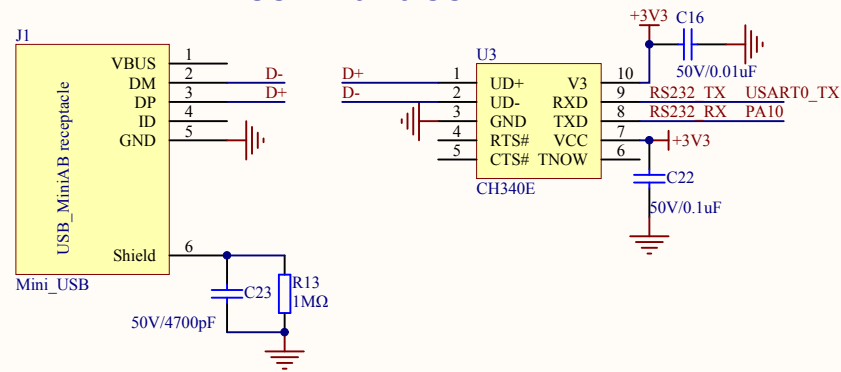 J1
VBUS 1
DM 2 D-
DP 3 D+
ID 4
GND 5
USB_MiniAB receptacle
Shield 6
Mini_USB
C23
50V/4700pF
R13
1MΩ
D+ 1 UD+
D- 2 UD-
3 GND
4 RTS#
5 CTS#
U3
V3 10
RXD 9 RS232_TX USART0_TX
TXD 8 RS232_RX PA10
VCC 7 +3V3
TNOW 6
CH340E
+3V3
C16
50V/0.01uF
C22
50V/0.1uF